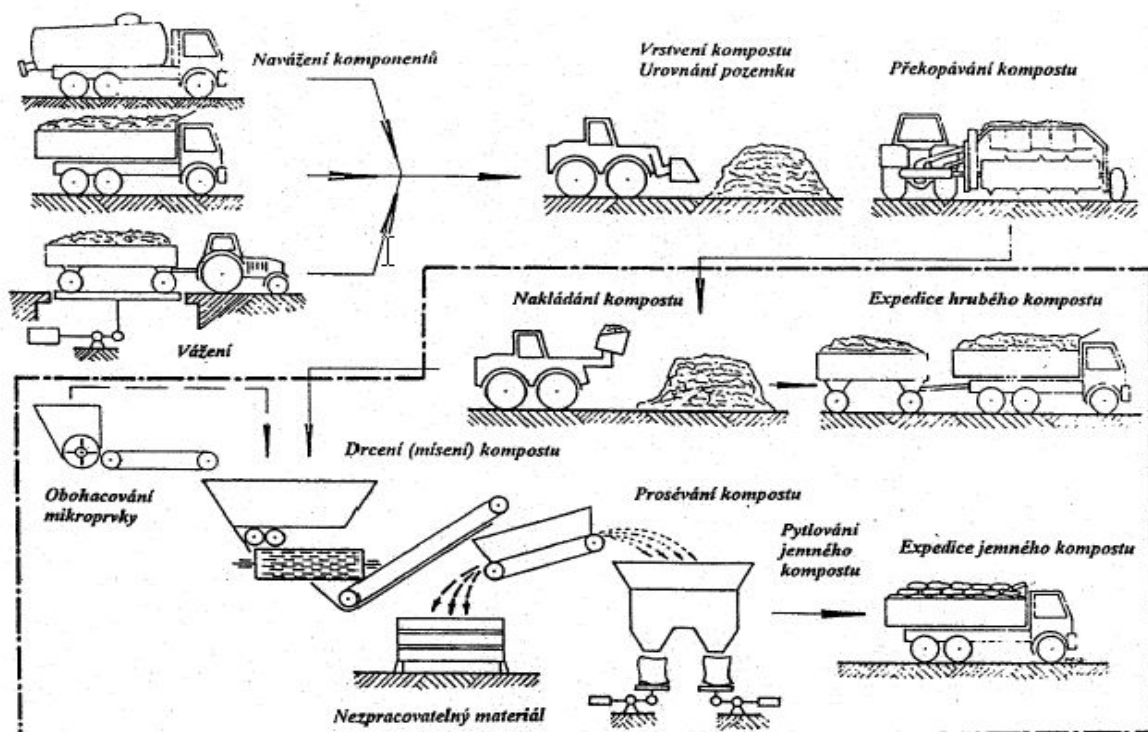 Navážení komponentů
Vrstvení kompostu
Urovnání pozemku
Překopávání kompostu
Vážení
Nakládání kompostu
Expedice hrubého kompostu
Obohacování
mikroprvky
Drcení (mísení) kompostu
Prosévání kompostu
Pytlování
jemného
kompostu
Expedice jemného kompostu
Nezpracovatelný materiál